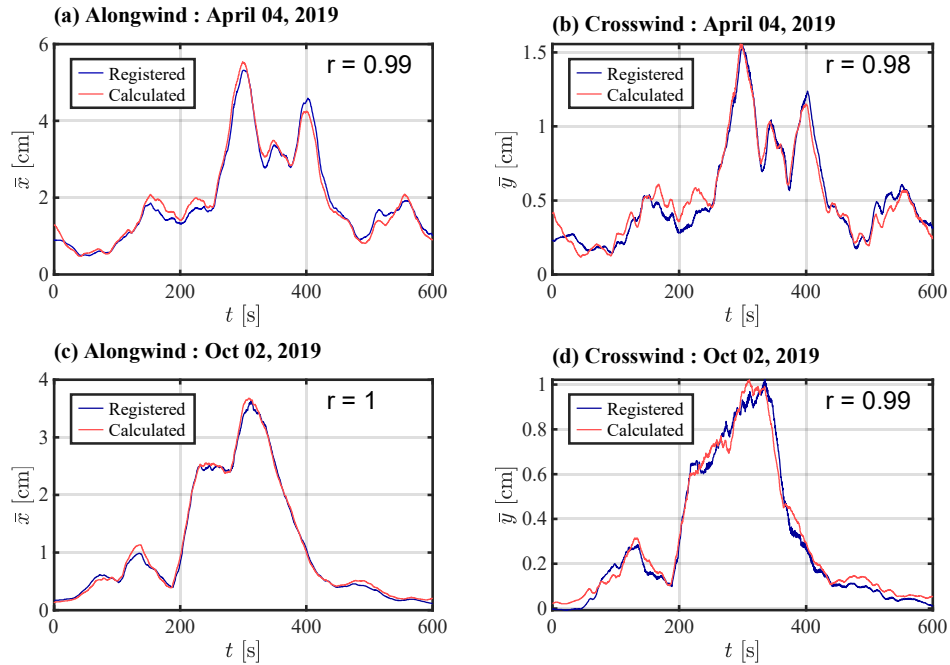 (a) Alongwind : April 04, 2019
6
4
2
0
x̄ [cm]
Registered
Calculated
r = 0.99
0 200 400 600
t [s]
(b) Crosswind : April 04, 2019
1.5
1
0.5
0
ȳ [cm]
Registered
Calculated
r = 0.98
0 200 400 600
t [s]
(c) Alongwind : Oct 02, 2019
4
3
2
1
0
x̄ [cm]
Registered
Calculated
r = 1
0 200 400 600
t [s]
(d) Crosswind : Oct 02, 2019
1
0.8
0.6
0.4
0.2
0
ȳ [cm]
Registered
Calculated
r = 0.99
0 200 400 600
t [s]